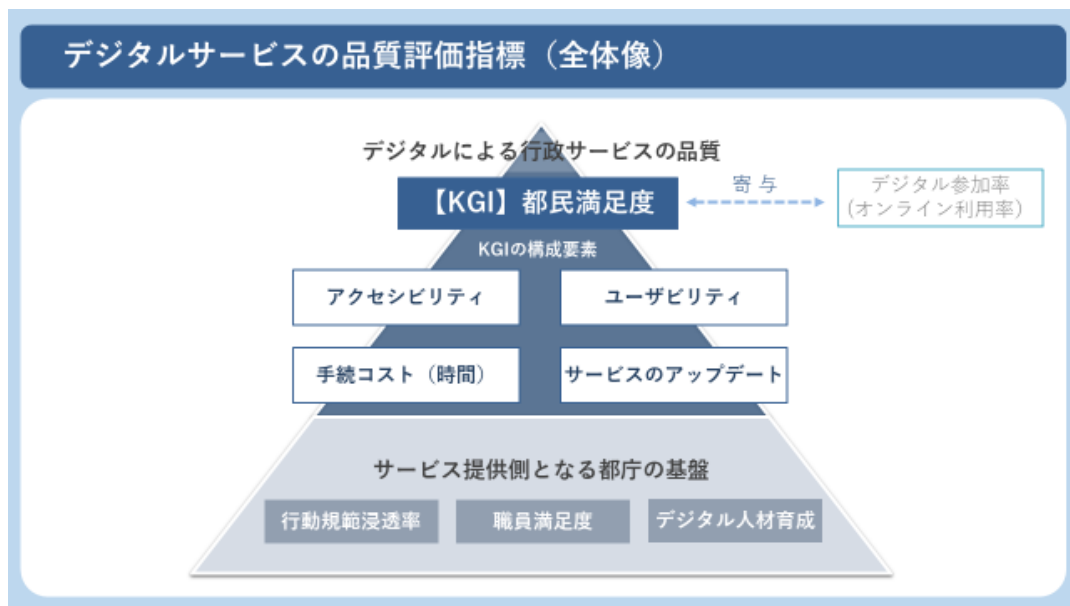 デジタルサービスの品質評価指標（全体像）
デジタルによる行政サービスの品質
【KGI】都民満足度
寄与
デジタル参加率
(オンライン利用率）
KGIの構成要素
アクセシビリティ
ユーザビリティ
手続コスト（時間）
サービスのアップデート
サービス提供側となる都庁の基盤
行動規範浸透率
職員満足度
デジタル人材育成